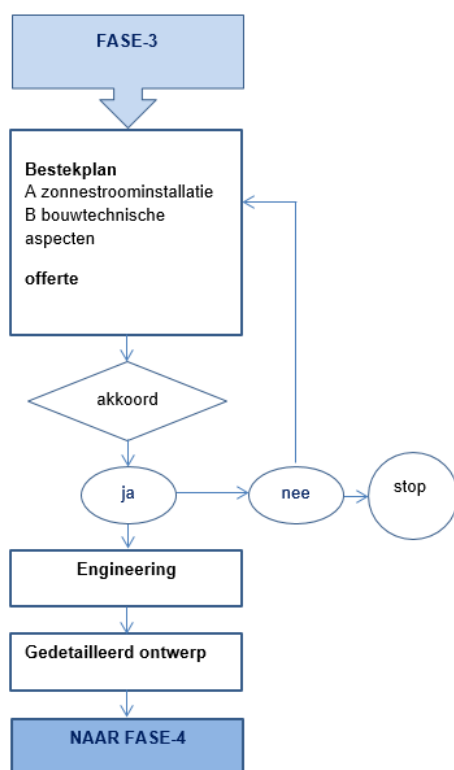 FASE-3
Bestekplan
A zonnestroominstallatie
B bouwtechnische
aspecten
offerte
akkoord
ja
nee
stop
Engineering
Gedetailleerd ontwerp
NAAR FASE-4